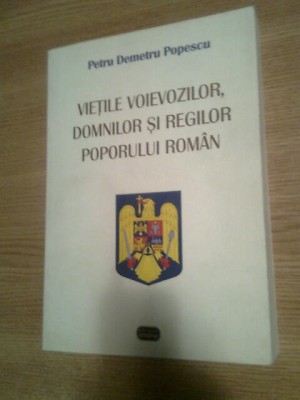 Petru Demetru Popescu
VIEȚILE VOIEVOZILOR,
DOMNILOR ȘI REGILOR
POPORULUI ROMÂN